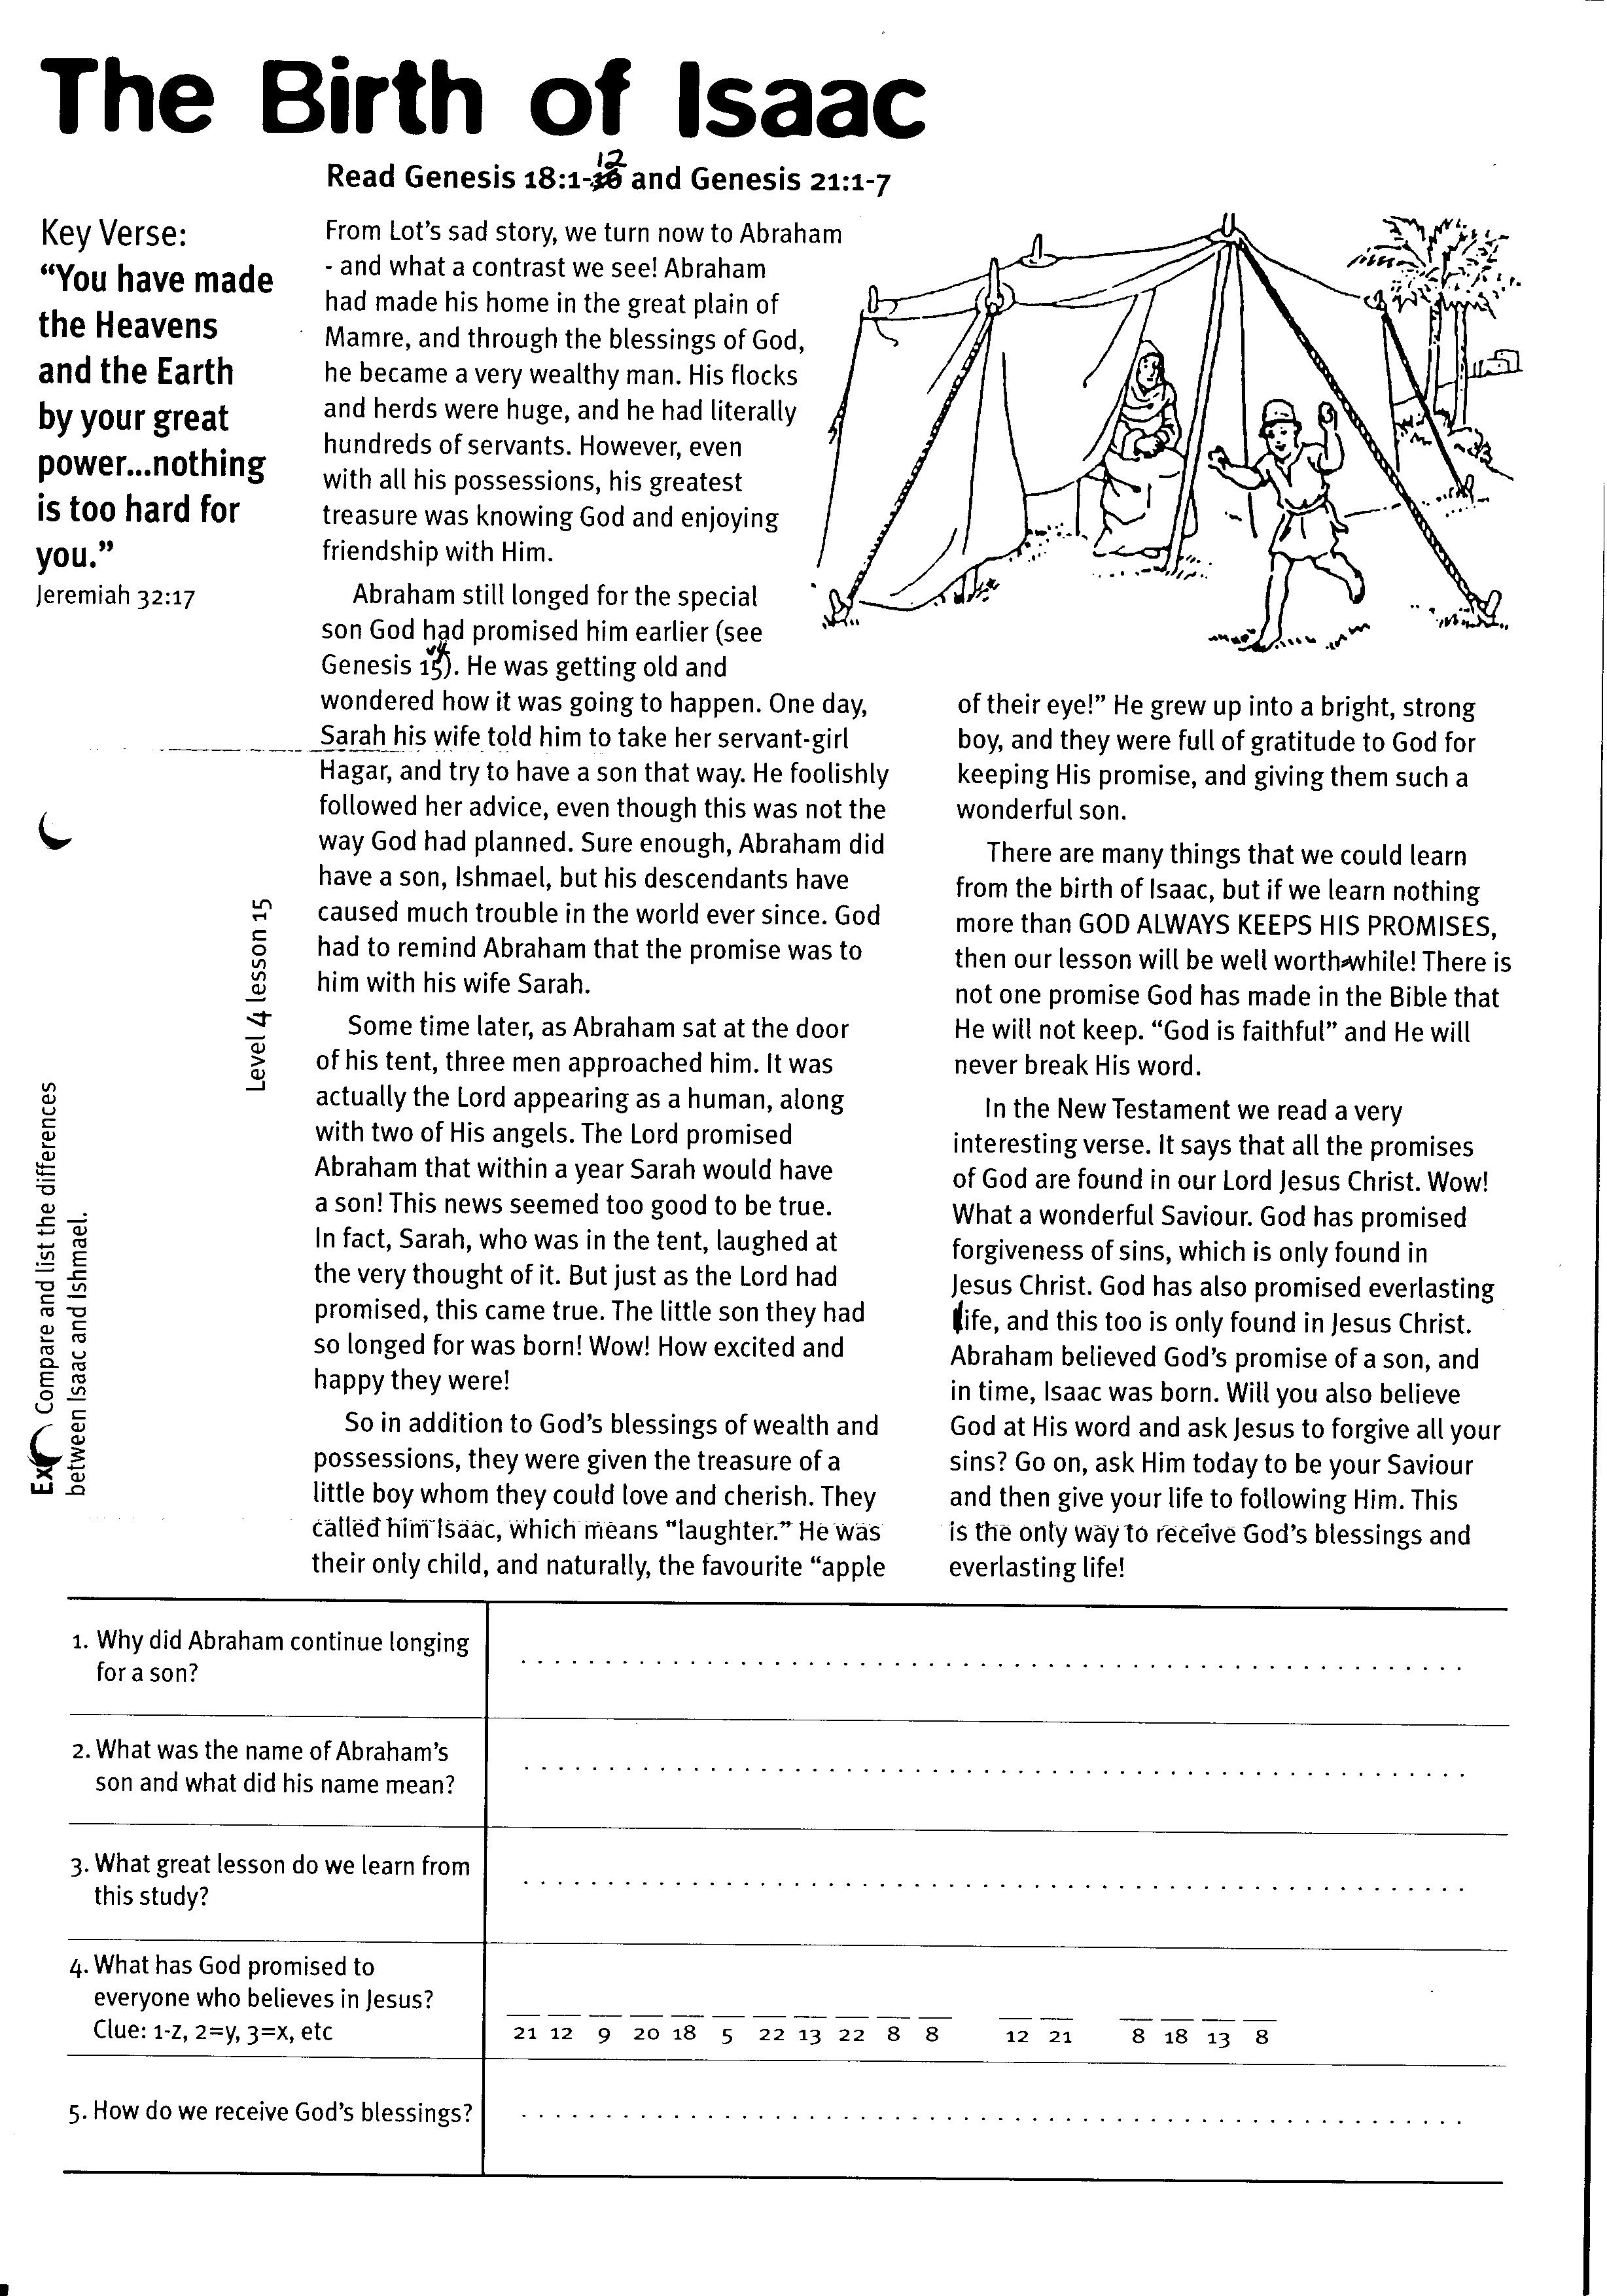 The Birth of Isaac
Read Genesis 18:1-12 and Genesis 21:1-7
Key Verse:
“You have made
the Heavens
and the Earth
by your great
power...nothing
is too hard for
you.”
Jeremiah 32:17
From Lot’s sad story, we turn now to Abraham
- and what a contrast we see! Abraham
had made his home in the great plain of
Mamre, and through the blessings of God,
he became a very wealthy man. His flocks
and herds were huge, and he had literally
hundreds of servants. However, even
with all his possessions, his greatest
treasure was knowing God and enjoying
friendship with Him.
Abraham still longed for the special
son God had promised him earlier (see
Genesis 15 v4). He was getting old and
wondered how it was going to happen. One day,
Sarah his wife told him to take her servant-girl
Hagar, and try to have a son that way. He foolishly
followed her advice, even though this was not the
way God had planned. Sure enough, Abraham did
have a son, Ishmael, but his descendants have
caused much trouble in the world ever since. God
had to remind Abraham that the promise was to
him with his wife Sarah.
Some time later, as Abraham sat at the door
of his tent, three men approached him. It was
actually the Lord appearing as a human, along
with two of His angels. The Lord promised
Abraham that within a year Sarah would have
a son! This news seemed too good to be true.
In fact, Sarah, who was in the tent, laughed at
the very thought of it. But just as the Lord had
promised, this came true. The little son they had
so longed for was born! Wow! How excited and
happy they were!
So in addition to God’s blessings of wealth and
possessions, they were given the treasure of a
little boy whom they could love and cherish. They
called him Isaac, which means “laughter.” He was
their only child, and naturally, the favourite “apple
of their eye!” He grew up into a bright, strong
boy, and they were full of gratitude to God for
keeping His promise, and giving them such a
wonderful son.
There are many things that we could learn
from the birth of Isaac, but if we learn nothing
more than GOD ALWAYS KEEPS HIS PROMISES,
then our lesson will be well worth-while! There is
not one promise God has made in the Bible that
He will not keep. “God is faithful” and He will
never break His word.
In the New Testament we read a very
interesting verse. It says that all the promises
of God are found in our Lord Jesus Christ. Wow!
What a wonderful Saviour. God has promised
forgiveness of sins, which is only found in
Jesus Christ. God has also promised everlasting
life, and this too is only found in Jesus Christ.
Abraham believed God’s promise of a son, and
in time, Isaac was born. Will you also believe
God at His word and ask Jesus to forgive all your
sins? Go on, ask Him today to be your Saviour
and then give your life to following Him. This
is the only way to receive God’s blessings and
everlasting life!
Level 4 lesson 15
Compare and list the differences
between Isaac and Ishmael.
1. Why did Abraham continue longing
for a son?
2. What was the name of Abraham’s
son and what did his name mean?
3. What great lesson do we learn from
this study?
4. What has God promised to
everyone who believes in Jesus?
Clue: 1-z, 2=y, 3=x, etc
21 12 9 20 18 5 22 13 22 8 8 12 21 8 18 13 8
5. How do we receive God’s blessings?